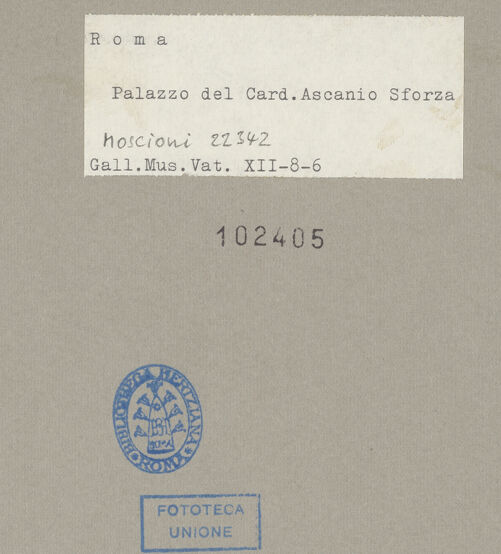 Roma
Palazzo del Card.Ascanio Sforza
Moscioni 22342
Gall.Mus.Vat. XII-8-6
102405
BIBLIOTHECA HERTZIANA
ROMA
FOTOTECA
UNIONE